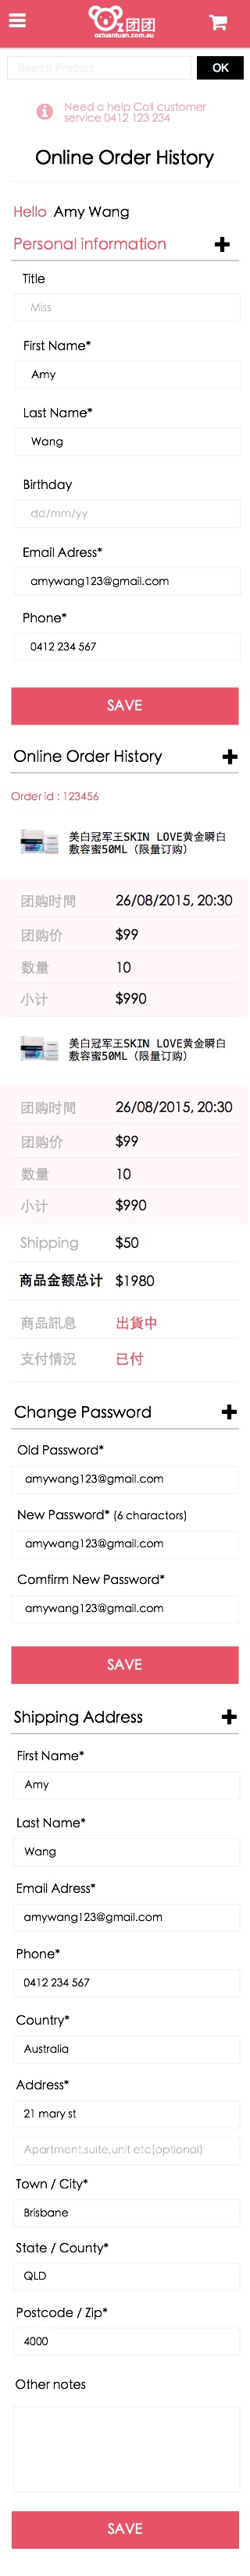 Oz团团
oztuantuan.com.au
Search Product
OK
Need a help Call customer
service 0412 123 234
Online Order History
Hello Amy Wang
Personal information
Title
Miss
First Name*
Amy
Last Name*
Wang
Birthday
dd/mm/yy
Email Adress*
amywang123@gmail.com
Phone*
0412 234 567
SAVE
Online Order History
Order id : 123456
美白冠军王SKIN LOVE黄金瞬白
敷容蜜50ML（限量订购）
团购时間 26/08/2015, 20:30
团购价 $99
数量 10
小计 $990
美白冠军王SKIN LOVE黄金瞬白
敷容蜜50ML（限量订购）
团购时間 26/08/2015, 20:30
团购价 $99
数量 10
小计 $990
Shipping $50
商品金额总计 $1980
商品訊息 出貨中
支付情況 已付
Change Password
Old Password*
amywang123@gmail.com
New Password* (6 charactors)
amywang123@gmail.com
Comfirm New Password*
amywang123@gmail.com
SAVE
Shipping Address
First Name*
Amy
Last Name*
Wang
Email Adress*
amywang123@gmail.com
Phone*
0412 234 567
Country*
Australia
Address*
21 mary st
Apartment,suite,unit etc(optional)
Town / City*
Brisbane
State / County*
QLD
Postcode / Zip*
4000
Other notes
SAVE